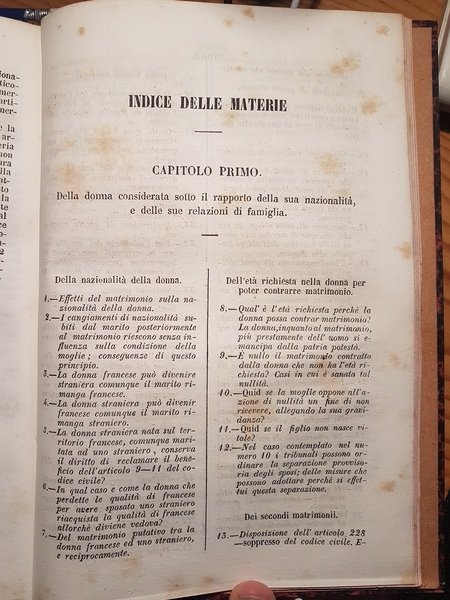 INDICE DELLE MATERIE
CAPITOLO PRIMO.
Della donna considerata sotto il rapporto della sua nazionalità,
e delle sue relazioni di famiglia.
Della nazionalità della donna.
1.—Effetti del matrimonio sulla na-
zionalità della donna.
2.—I cangiamenti di nazionalità su-
biti dal marito posteriormente
al matrimonio riescono senza in-
fluenza sulla condizione della
moglie; conseguenze di questo
principio.
3.—La donna francese può divenire
straniera comunque il marito ri-
manga francese.
4.—La donna straniera può divenir
francese comunque il marito ri-
manga straniero.
5.—La donna straniera nata sul ter-
ritorio francese, comunque mari-
tata ad uno straniero, conserva
il diritto di reclamare il bene-
ficio dell'articolo 9—11 del co-
dice civile?
6.—In qual caso e come la donna che
perdette la qualità di francese
per avere sposato uno straniero
riacquista la qualità di francese
allorchè diviene vedova?
7.—Del matrimonio putativo tra la
donna francese ed uno straniero,
e reciprocamente.
Dell'età richiesta nella donna per
poter contrarre matrimonio.
8.—Qual'è l'età richiesta perchè la
donna possa contrar matrimonio?
La donna, inquanto al matrimonio,
più prestamente dell'uomo si e-
mancipa dalla patria potestà.
9.—È nullo il matrimonio contratto
dalla donna che non ha l'età ri-
chiesta? Casi in cui è sanata tal
nullità.
10.—Quid se la moglie oppone all'a-
zione di nullità un fine di non
ricevere, allegando la sua gravi-
danza?
11.—Quid se il figlio non nasce vi-
tale?
12.—Nel caso contemplato nel nu-
mero 10 i tribunali possono or-
dinare la separazione provviso-
ria degli sposi; delle misure che
possono adottare perchè si effet-
tui questa separazione.
Dei secondi matrimonii.
13.—Disposizione dell'articolo 228
—soppresso del codice civile. E-